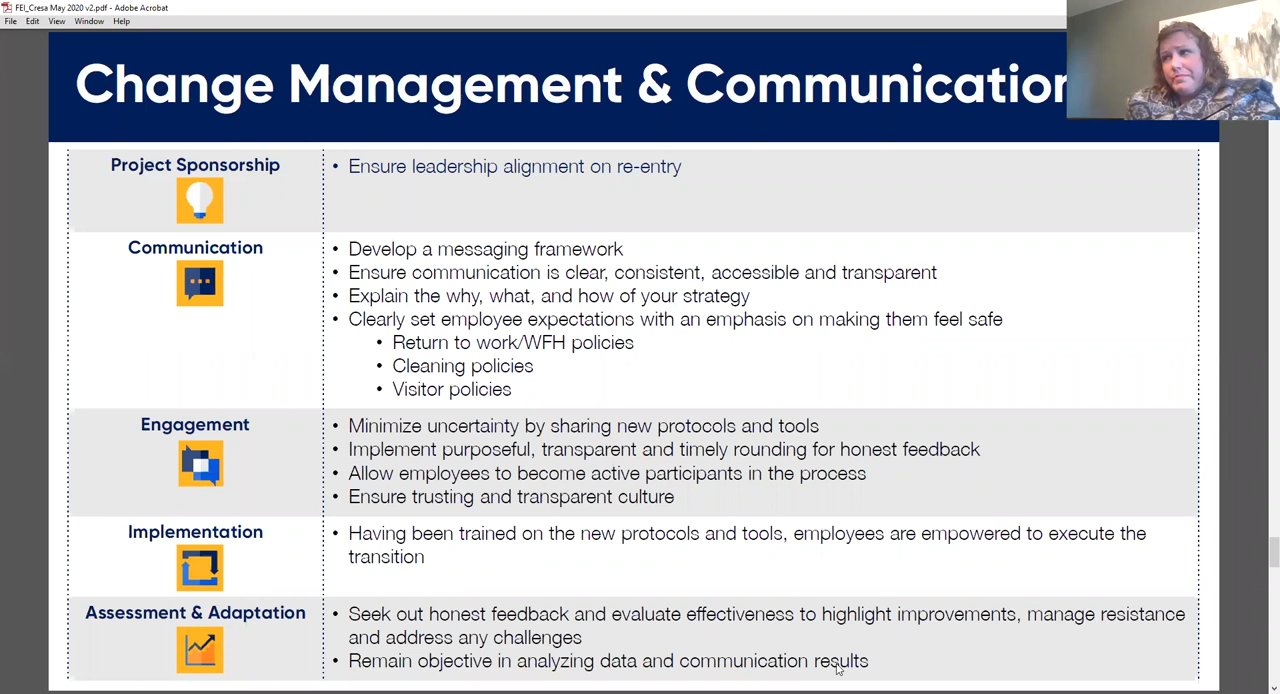 FEI_Cresa May 2020 v2.pdf - Adobe Acrobat
File Edit View Window Help
Change Management & Communication
Project Sponsorship
• Ensure leadership alignment on re-entry
Communication
• Develop a messaging framework
• Ensure communication is clear, consistent, accessible and transparent
• Explain the why, what, and how of your strategy
• Clearly set employee expectations with an emphasis on making them feel safe
• Return to work/WFH policies
• Cleaning policies
• Visitor policies
Engagement
• Minimize uncertainty by sharing new protocols and tools
• Implement purposeful, transparent and timely rounding for honest feedback
• Allow employees to become active participants in the process
• Ensure trusting and transparent culture
Implementation
• Having been trained on the new protocols and tools, employees are empowered to execute the
transition
Assessment & Adaptation
• Seek out honest feedback and evaluate effectiveness to highlight improvements, manage resistance
and address any challenges
• Remain objective in analyzing data and communication results